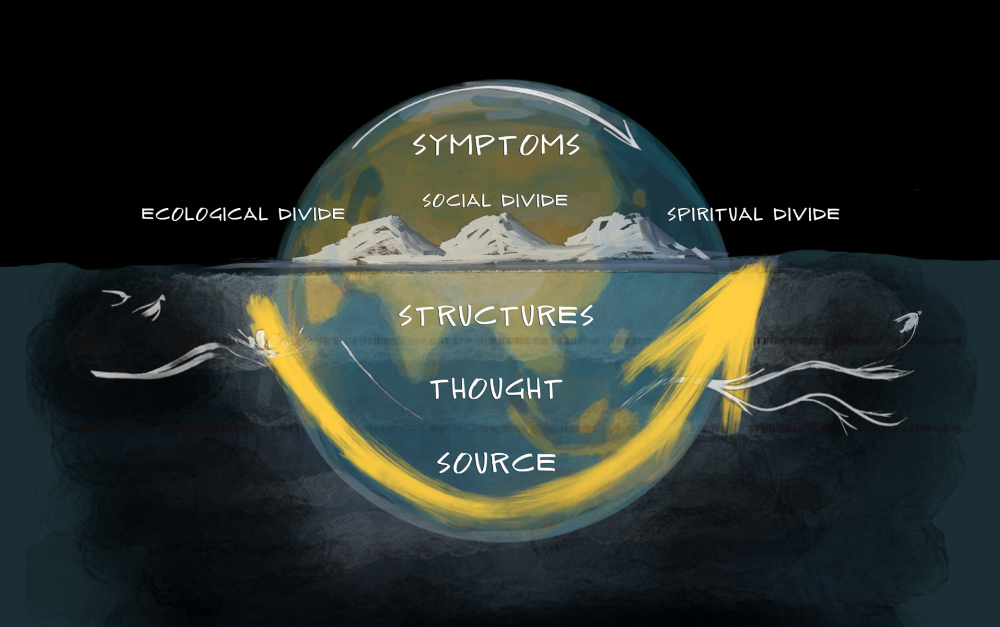 SYMPTOMS
SOCIAL DIVIDE
ECOLOGICAL DIVIDE
SPIRITUAL DIVIDE
STRUCTURES
THOUGHT
SOURCE